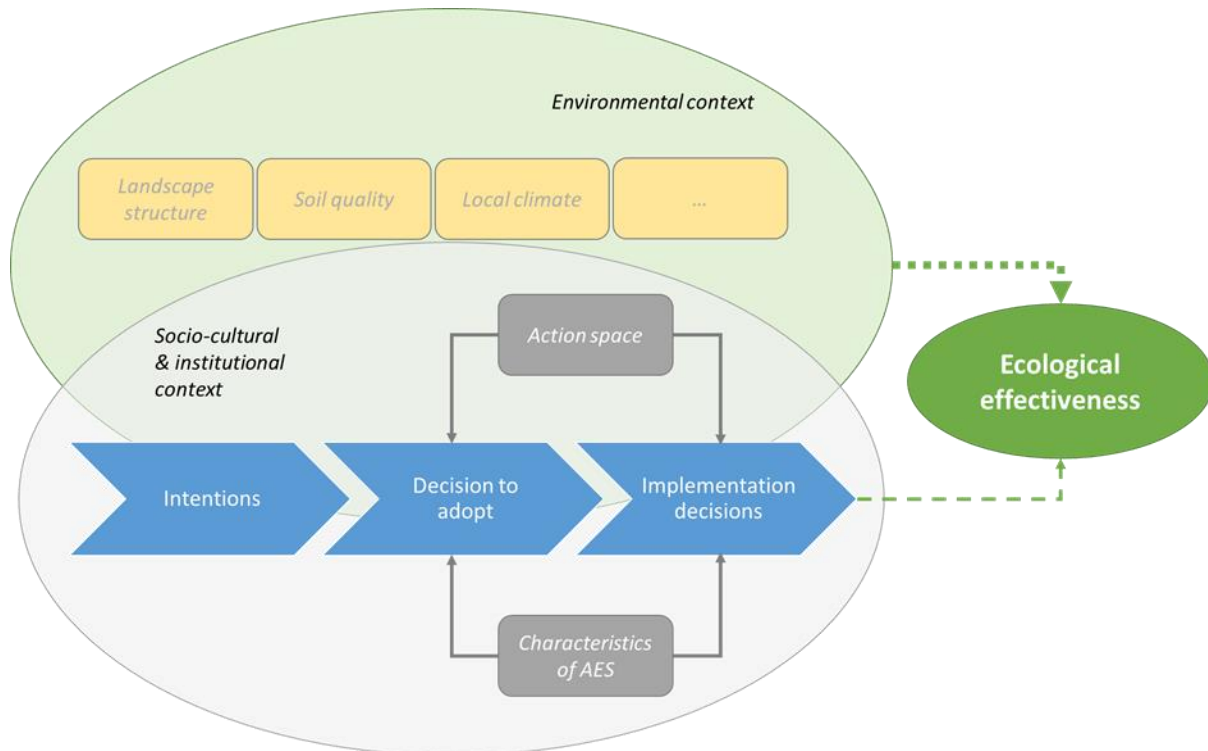 Environmental context
Landscape
structure
Soil quality
Local climate
...
Socio-cultural
& institutional
context
Action space
Ecological
effectiveness
Intentions
Decision to
adopt
Implementation
decisions
Characteristics
of AES